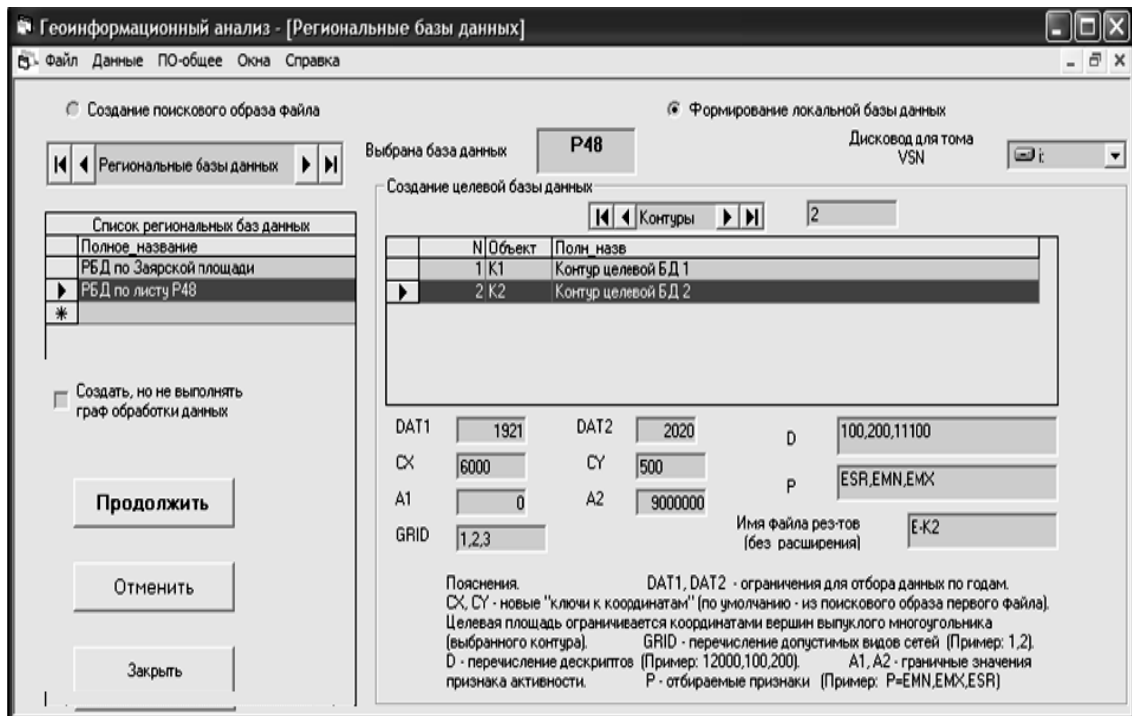 Геоинформационный анализ - [Региональные базы данных]
Файл Данные ПО-общее Окна Справка
Создание поискового образа файла
Формирование локальной базы данных
Региональные базы данных
Выбрана база данных
P48
Дисковод для тома
VSN
i:
Создание целевой базы данных
Контуры
2
Список региональных баз данных
Полное_название
РБД по Заярской площади
РБД по листу P48
N Объект Полн_назв
1 K1 Контур целевой БД 1
2 K2 Контур целевой БД 2
Создать, но не выполнять
граф обработки данных
Продолжить
Отменить
Закрыть
DAT1 1921 DAT2 2020 D 100,200,11100
CX 6000 CY 500 P ESR,EMN,EMX
A1 0 A2 9000000
GRID 1,2,3
Имя файла рез-тов
(без расширения)
E-K2
Пояснения. DAT1, DAT2 - ограничения для отбора данных по годам.
CX, CY - новые "ключи к координатам" (по умолчанию - из поискового образа первого файла).
Целевая площадь ограничивается координатами вершин выпуклого многоугольника
(выбранного контура). GRID - перечисление допустимых видов сетей (Пример: 1,2).
D - перечисление дескриптов (Пример: 12000,100,200). A1, A2 - граничные значения
признака активности. P - отбираемые признаки (Пример: P=EMN,EMX,ESR)